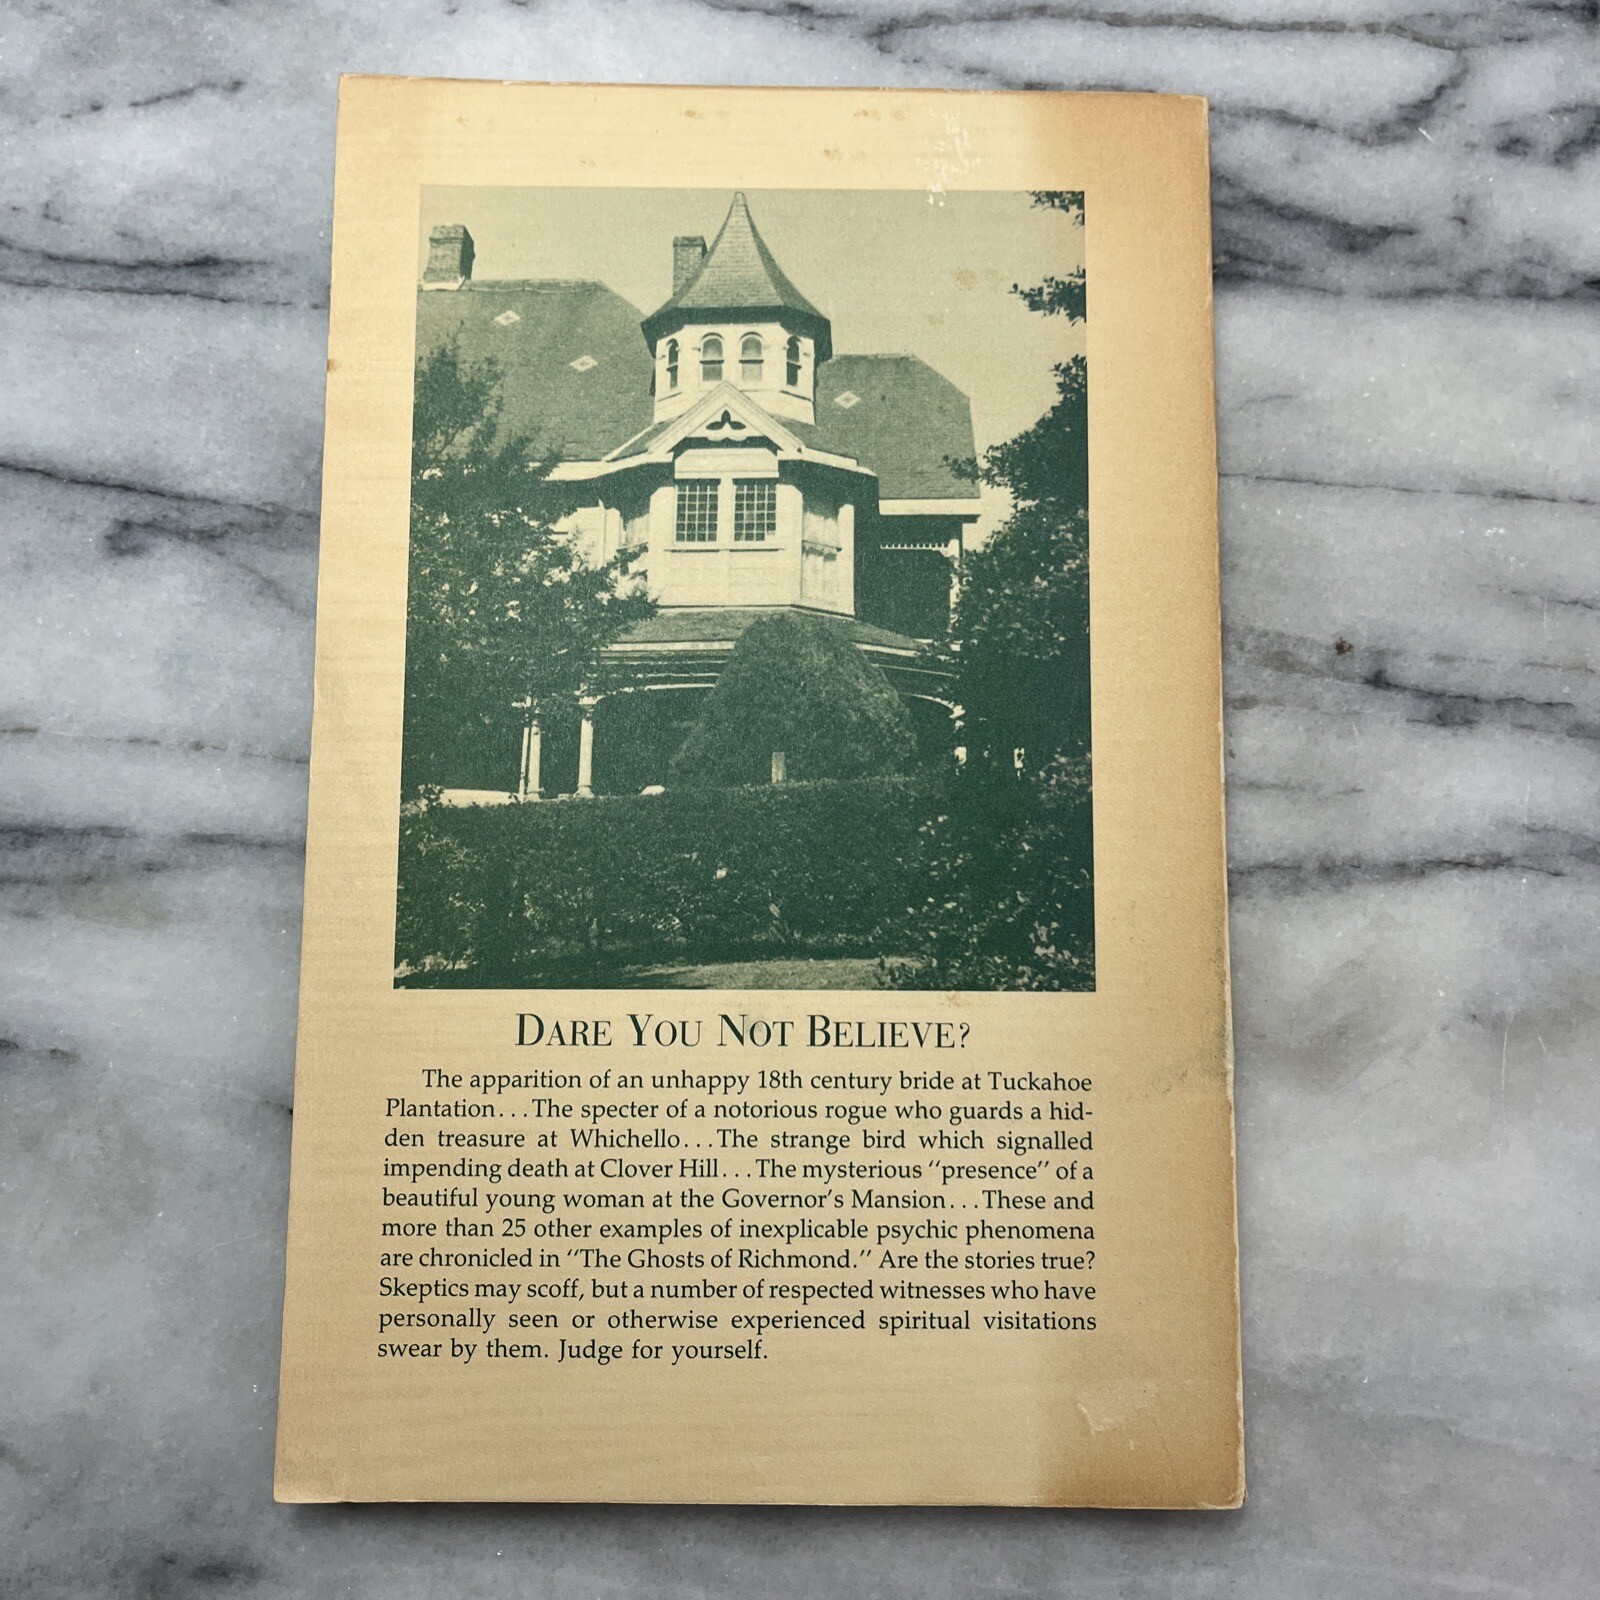 DARE YOU NOT BELIEVE?
The apparition of an unhappy 18th century bride at Tuckahoe
Plantation...The specter of a notorious rogue who guards a hid-
den treasure at Whichello...The strange bird which signalled
impending death at Clover Hill...The mysterious "presence" of a
beautiful young woman at the Governor's Mansion...These and
more than 25 other examples of inexplicable psychic phenomena
are chronicled in "The Ghosts of Richmond." Are the stories true?
Skeptics may scoff, but a number of respected witnesses who have
personally seen or otherwise experienced spiritual visitations
swear by them. Judge for yourself.